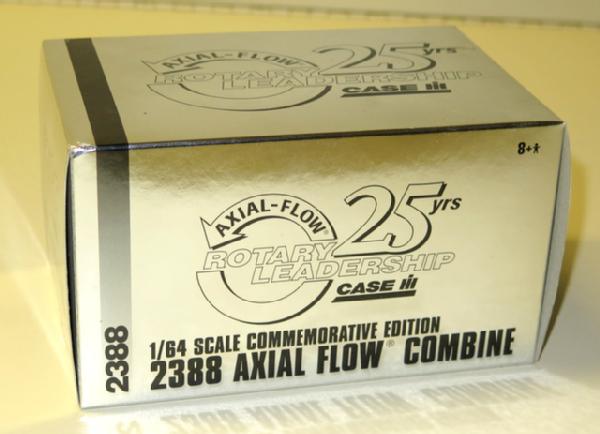 AXIAL-FLOW
25 yrs
ROTARY
LEADERSHIP
CASE IH
2388
8+
AXIAL-FLOW®
25 yrs
ROTARY
LEADERSHIP
CASE IH
2388
1/64 SCALE COMMEMORATIVE EDITION
2388 AXIAL FLOW® COMBINE